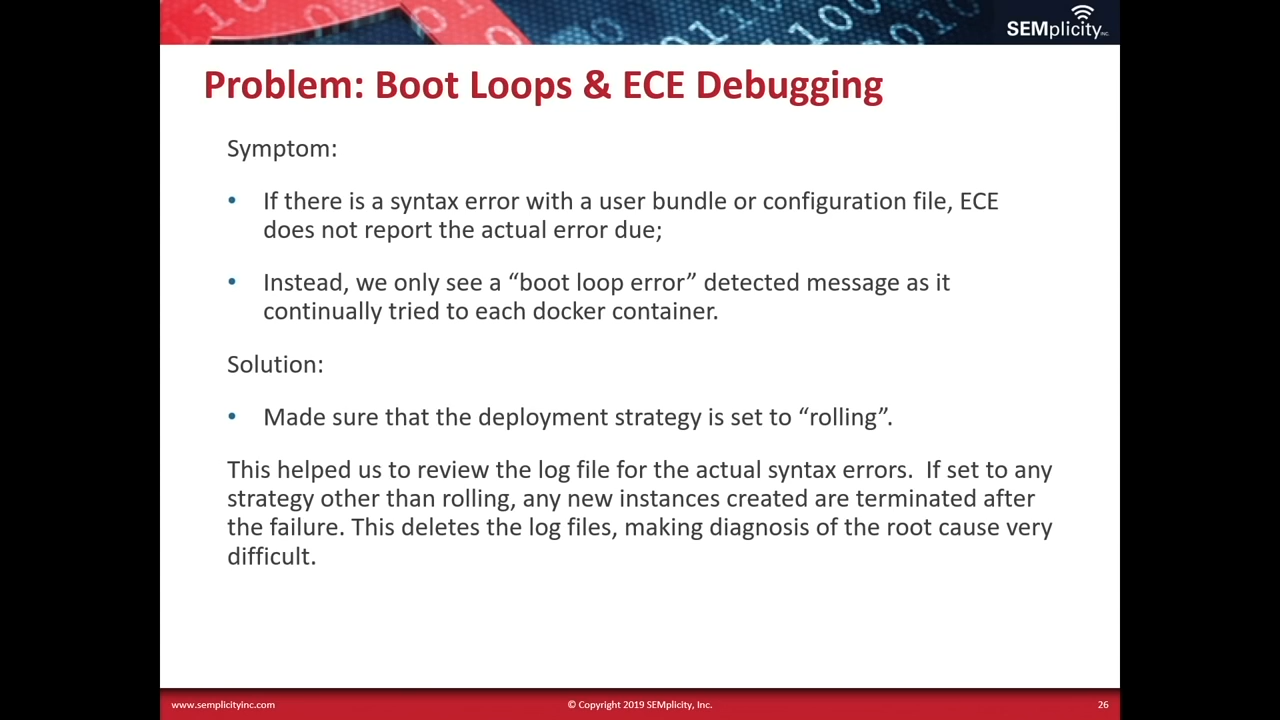 SEMplicity INC.
Problem: Boot Loops & ECE Debugging
Symptom:
• If there is a syntax error with a user bundle or configuration file, ECE
does not report the actual error due;
• Instead, we only see a “boot loop error” detected message as it
continually tried to each docker container.
Solution:
• Made sure that the deployment strategy is set to “rolling”.
This helped us to review the log file for the actual syntax errors.  If set to any
strategy other than rolling, any new instances created are terminated after
the failure. This deletes the log files, making diagnosis of the root cause very
difficult.
www.semplicityinc.com © Copyright 2019 SEMplicity, Inc. 26